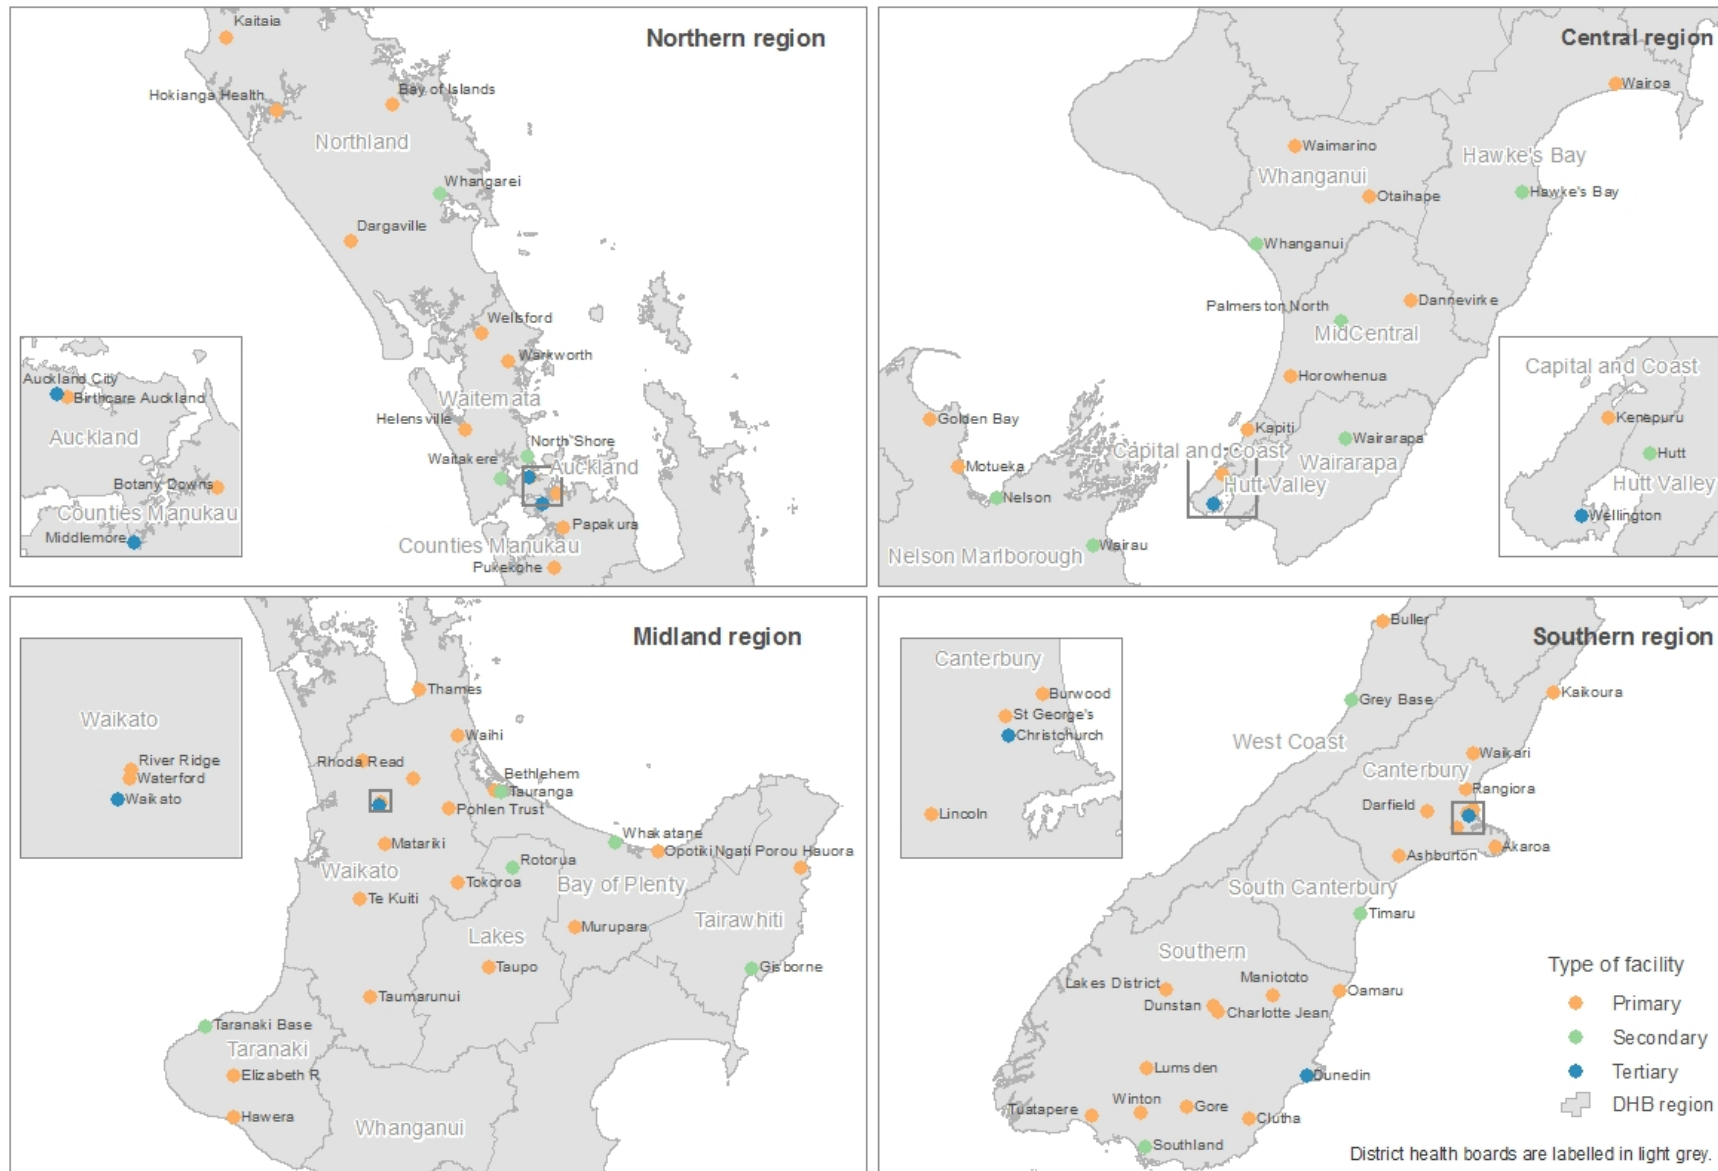 Northern region
Kaitaia
Hokianga Health
Bay of Islands
Northland
Whangarei
Dargaville
Wellsford
Warkworth
Waitemata
Helensville
North Shore
Waitakere
Auckland
Papakura
Counties Manukau
Pukekohe
Auckland City
Birthcare Auckland
Auckland
Botany Downs
Counties Manukau
Middlemore
Central region
Wairoa
Waimarino
Hawke's Bay
Whanganui
Otaihape
Hawke's Bay
Whanganui
Dannevirke
Palmerston North
MidCentral
Horowhenua
Golden Bay
Kapiti
Wairarapa
Capital and Coast
Wairarapa
Motueka
Hutt Valley
Nelson
Wairau
Nelson Marlborough
Capital and Coast
Kenepuru
Hutt
Hutt Valley
Wellington
Midland region
Thames
Waihi
Rhoda Read
Bethlehem
Tauranga
Pohlen Trust
Whakatane
Matariki
Opotiki
Ngati Porou Hauora
Rotorua
Waikato
Tokoroa
Bay of Plenty
Te Kuiti
Tairawhiti
Murupara
Lakes
Taupo
Gisborne
Taumarunui
Taranaki Base
Taranaki
Elizabeth R
Hawera
Whanganui
Waikato
River Ridge
Waterford
Waikato
Southern region
Buller
Kaikoura
Grey Base
West Coast
Waikari
Canterbury
Rangiora
Darfield
Akaroa
Ashburton
South Canterbury
Timaru
Southern
Lakes District
Maniototo
Oamaru
Dunstan
Charlotte Jean
Lumsden
Dunedin
Winton
Gore
Tuatapere
Clutha
Southland
Canterbury
Burwood
St George's
Christchurch
Lincoln
Type of facility
Primary
Secondary
Tertiary
DHB region
District health boards are labelled in light grey.